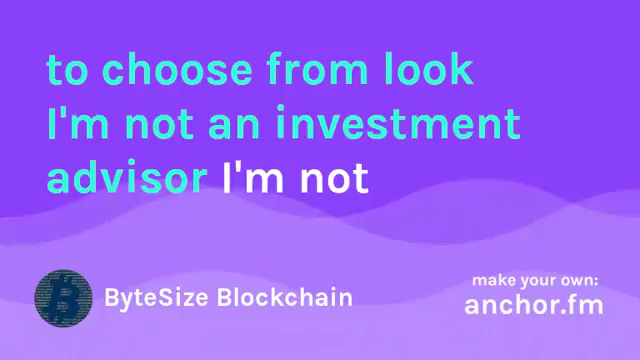 to choose from look
I'm not an investment
advisor I'm not
ByteSize Blockchain
make your own:
anchor.fm